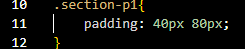 10 .section-p1{
11     padding: 40px 80px;
12 }